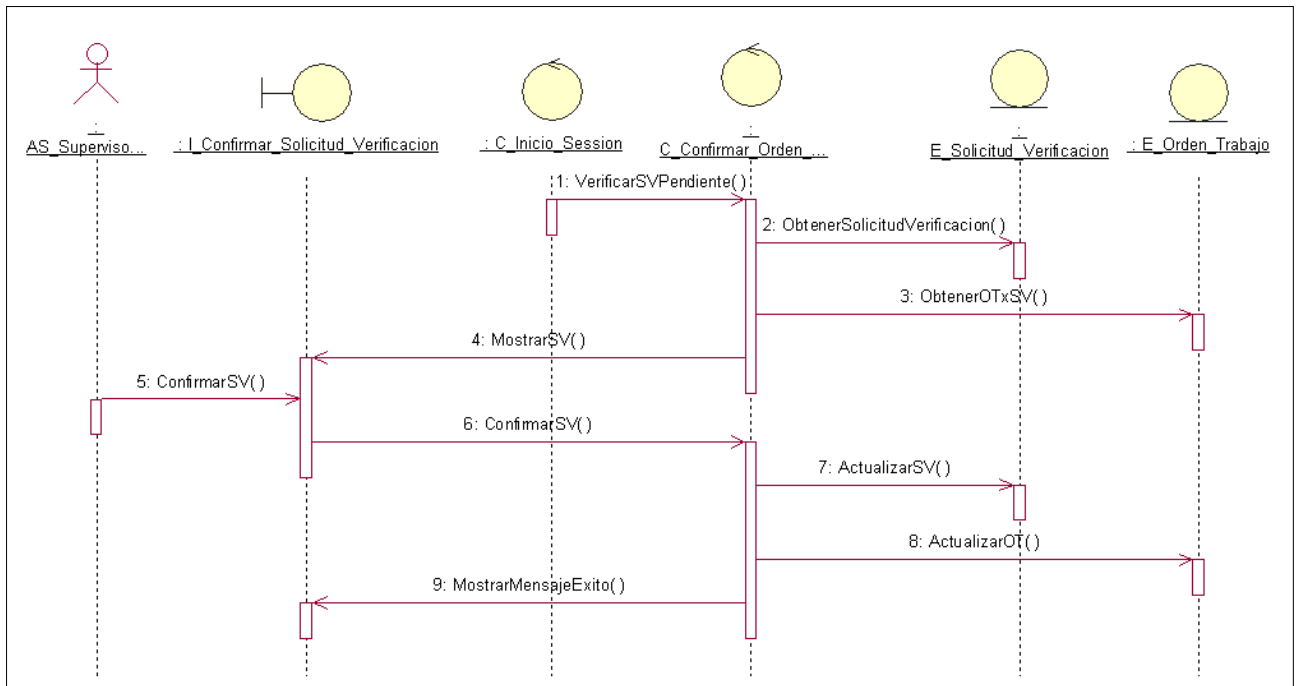 :
AS_Superviso...
: I_Confirmar_Solicitud_Verificacion
: C_Inicio_Session
:
C_Confirmar_Orden_...
:
E_Solicitud_Verificacion
: E_Orden_Trabajo
1: VerificarSVPendiente( )
2: ObtenerSolicitudVerificacion( )
3: ObtenerOTxSV( )
4: MostrarSV( )
5: ConfirmarSV( )
6: ConfirmarSV( )
7: ActualizarSV( )
8: ActualizarOT( )
9: MostrarMensajeExito( )